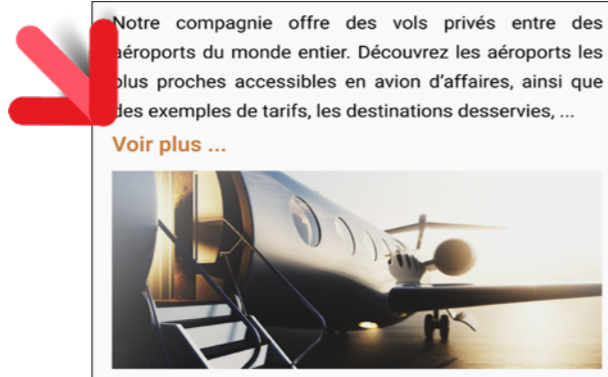 Notre compagnie offre des vols privés entre des
aéroports du monde entier. Découvrez les aéroports les
plus proches accessibles en avion d'affaires, ainsi que
des exemples de tarifs, les destinations desservies, ...
Voir plus ...